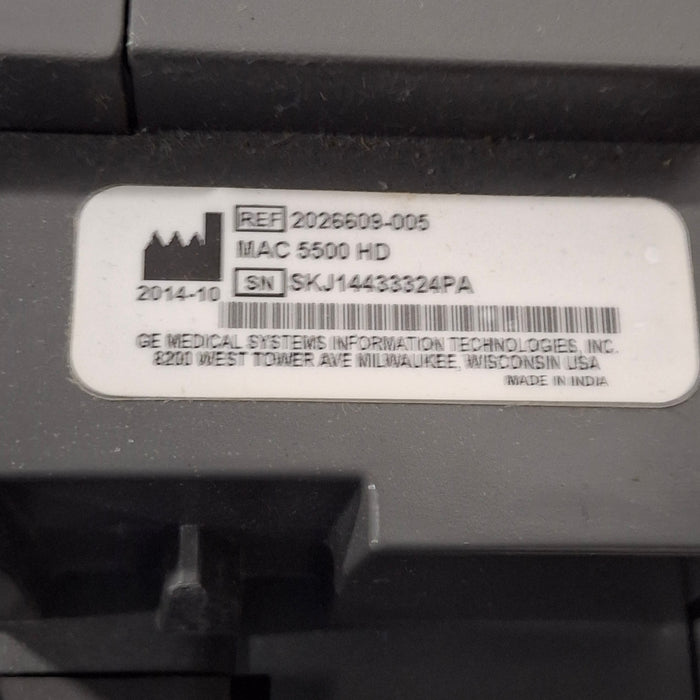 REF 2026609-005
MAC 5500 HD
2014-10
SN SKJ14433324PA
GE MEDICAL SYSTEMS INFORMATION TECHNOLOGIES, INC.
8200 WEST TOWER AVE MILWAUKEE, WISCONSIN USA
MADE IN INDIA